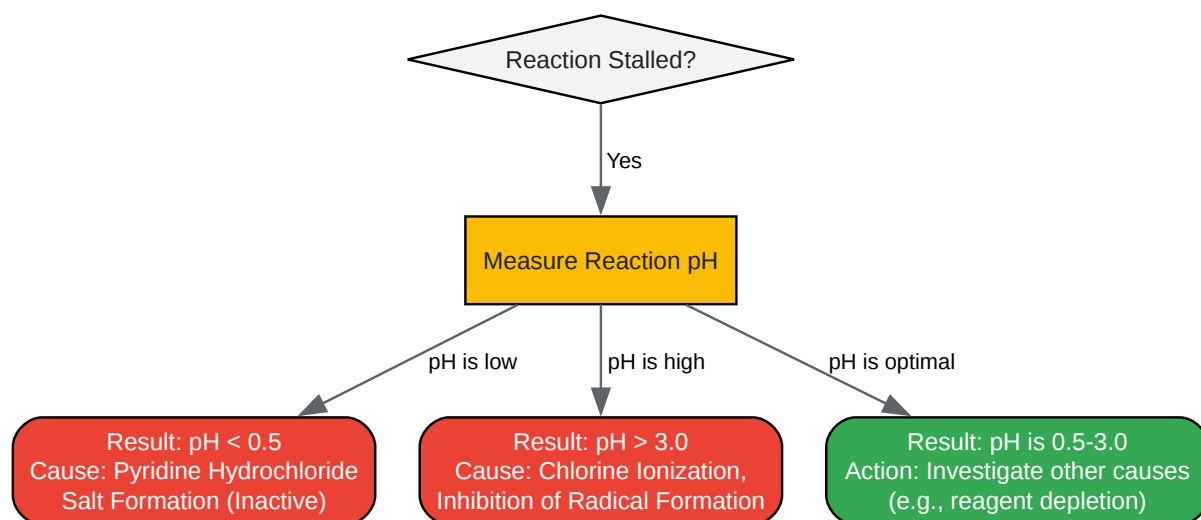 Reaction Stalled?
Yes
Measure Reaction pH
pH is low
pH is high
pH is optimal
Result: pH < 0.5
Cause: Pyridine Hydrochloride
Salt Formation (Inactive)
Result: pH > 3.0
Cause: Chlorine Ionization,
Inhibition of Radical Formation
Result: pH is 0.5-3.0
Action: Investigate other causes
(e.g., reagent depletion)